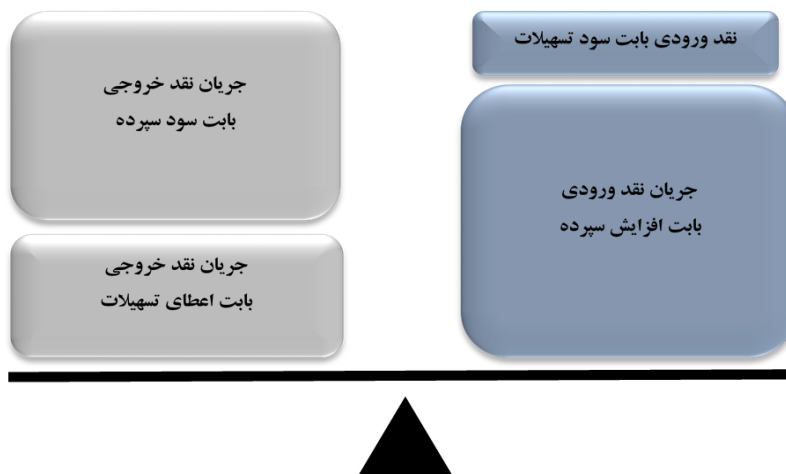 نقد ورودی بابت سود تسهیلات
جریان نقد ورودی
بابت افزایش سپرده
جریان نقد خروجی
بابت سود سپرده
جریان نقد خروجی
بابت اعطای تسهیلات